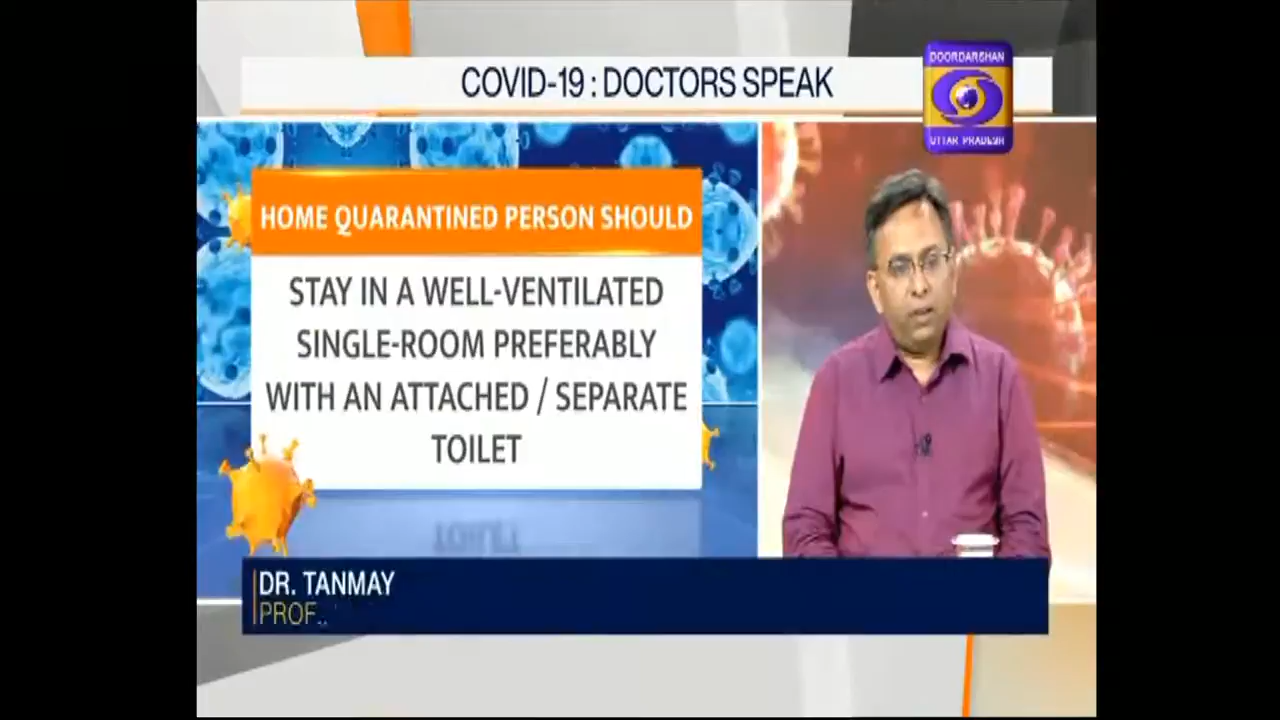 COVID-19 : DOCTORS SPEAK
DOORDARSHAN
UTTAR PRADESH
HOME QUARANTINED PERSON SHOULD
STAY IN A WELL-VENTILATED
SINGLE-ROOM PREFERABLY
WITH AN ATTACHED / SEPARATE
TOILET
DR. TANMAY
PROF..